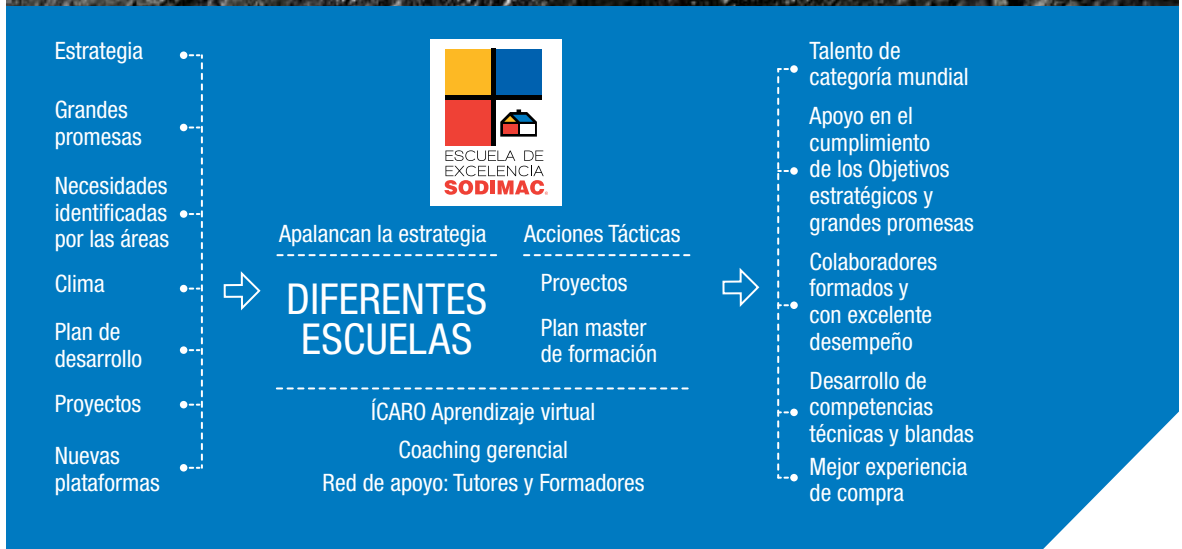 Estrategia
Grandes
promesas
Necesidades
identificadas
por las áreas
Clima
Plan de
desarrollo
Proyectos
Nuevas
plataformas
ESCUELA DE
EXCELENCIA
SODIMAC®
Apalancan la estrategia
DIFERENTES
ESCUELAS
Acciones Tácticas
Proyectos
Plan master
de formación
ÍCARO Aprendizaje virtual
Coaching gerencial
Red de apoyo: Tutores y Formadores
Talento de
categoría mundial
Apoyo en el
cumplimiento
de los Objetivos
estratégicos y
grandes promesas
Colaboradores
formados y
con excelente
desempeño
Desarrollo de
competencias
técnicas y blandas
Mejor experiencia
de compra